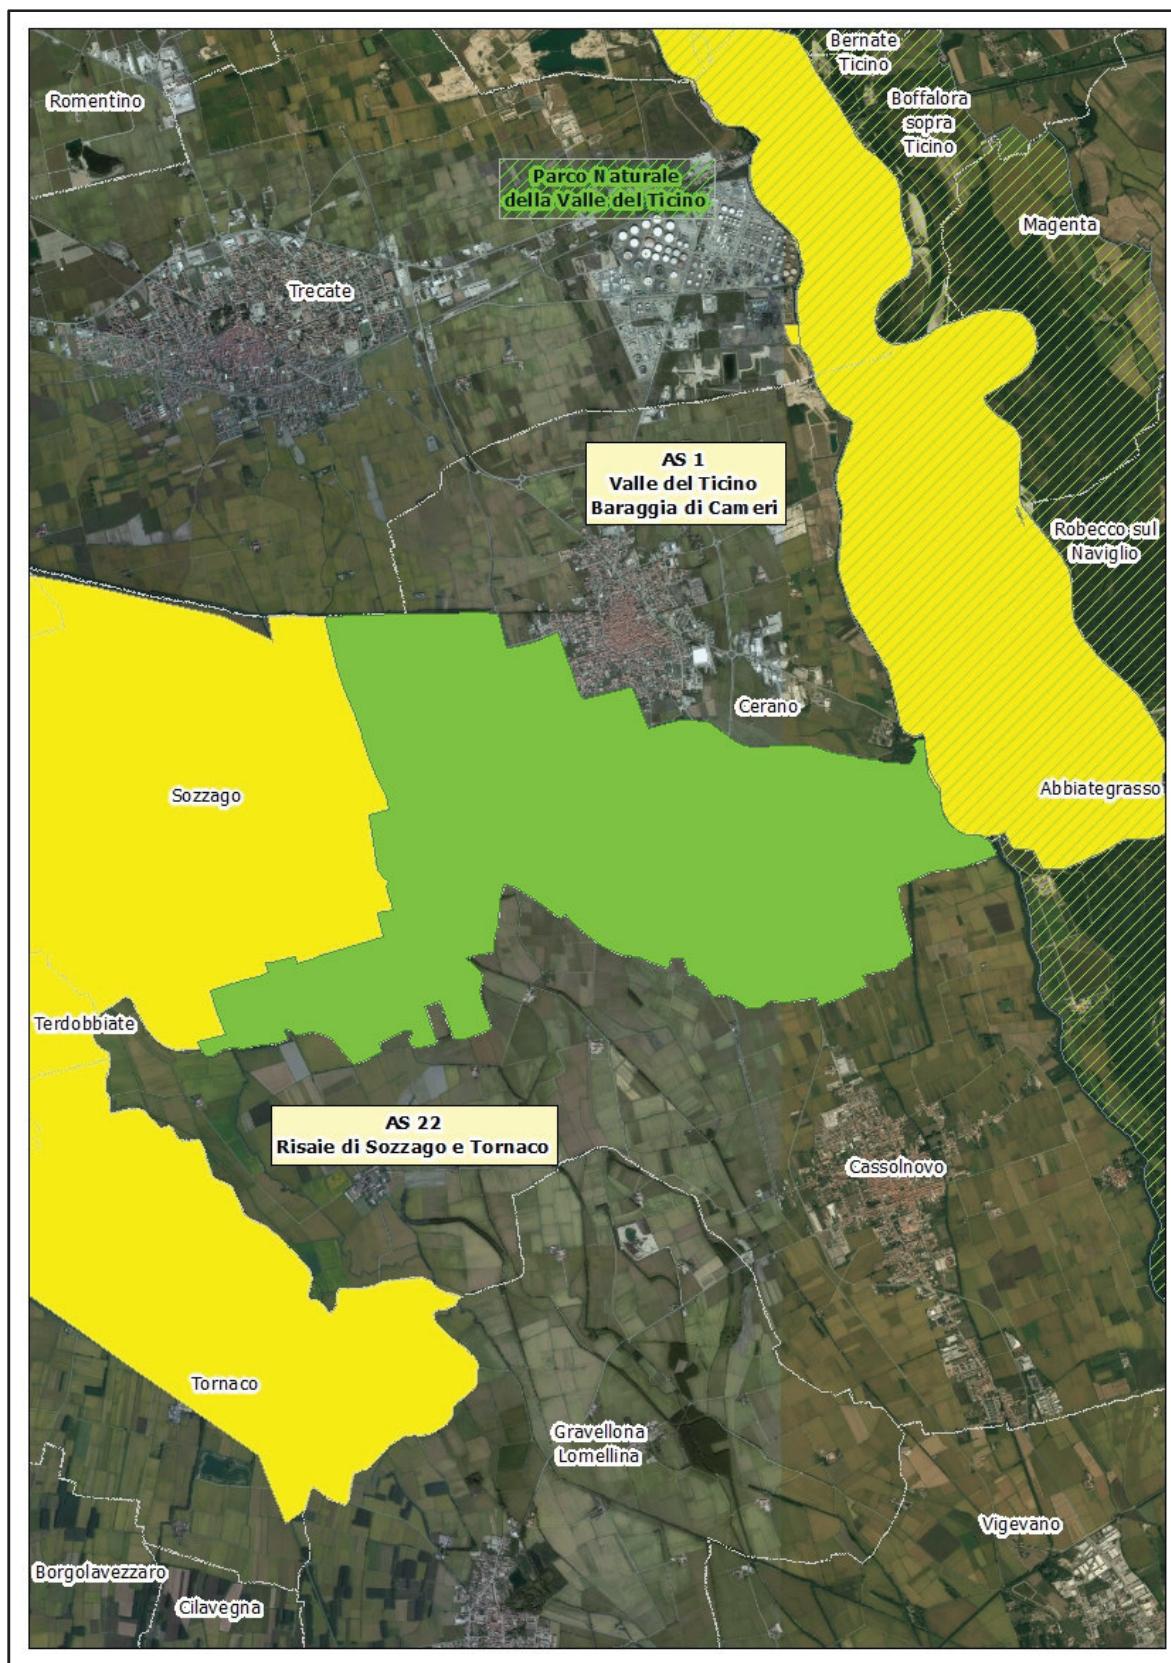 Bernate
Ticino
Romentino
Boffalora
sopra
Ticino
Parco Naturale
della Valle del Ticino
Magenta
Trecate
AS 1
Valle del Ticino
Baraggia di Cameri
Robecco sul
Naviglio
Cerano
Sozzago
Abbiategrasso
Terdobbiate
AS 22
Risaie di Sozzago e Tornaco
Cassolnovo
Tornaco
Gravellona
Lomellina
Vigevano
Borgolavezzaro
Cilavegna